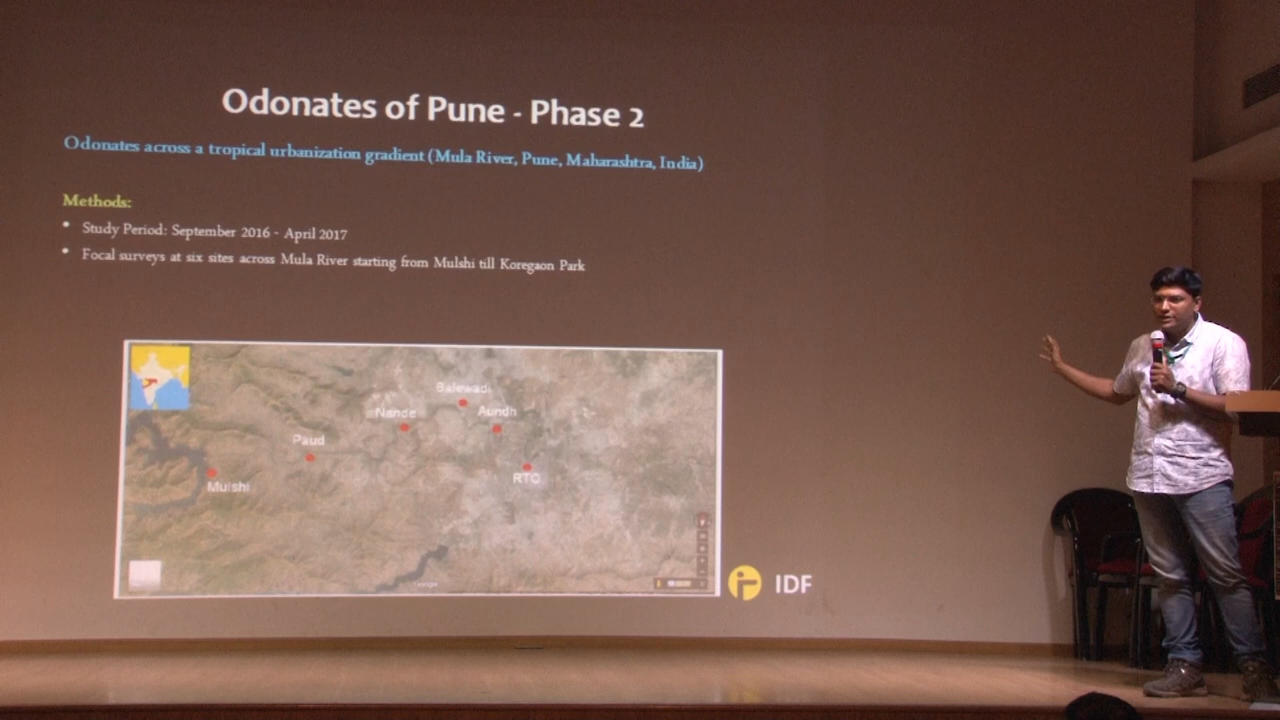 Odonates of Pune - Phase 2
Odonates across a tropical urbanization gradient (Mula River, Pune, Maharashtra, India)
Methods:
• Study Period: September 2016 - April 2017
• Focal surveys at six sites across Mula River starting from Mulshi till Koregaon Park
Balewadi
Nande
Aundh
Paud
RTO
Mulshi
Google
IDF